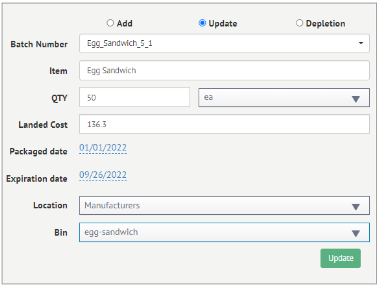 Add Update Depletion
Batch Number Egg_Sandwich_5_1
Item Egg Sandwich
QTY 50 ea
Landed Cost 136.3
Packaged date 01/01/2022
Expiration date 09/26/2022
Location Manufacturers
Bin egg-sandwich
Update